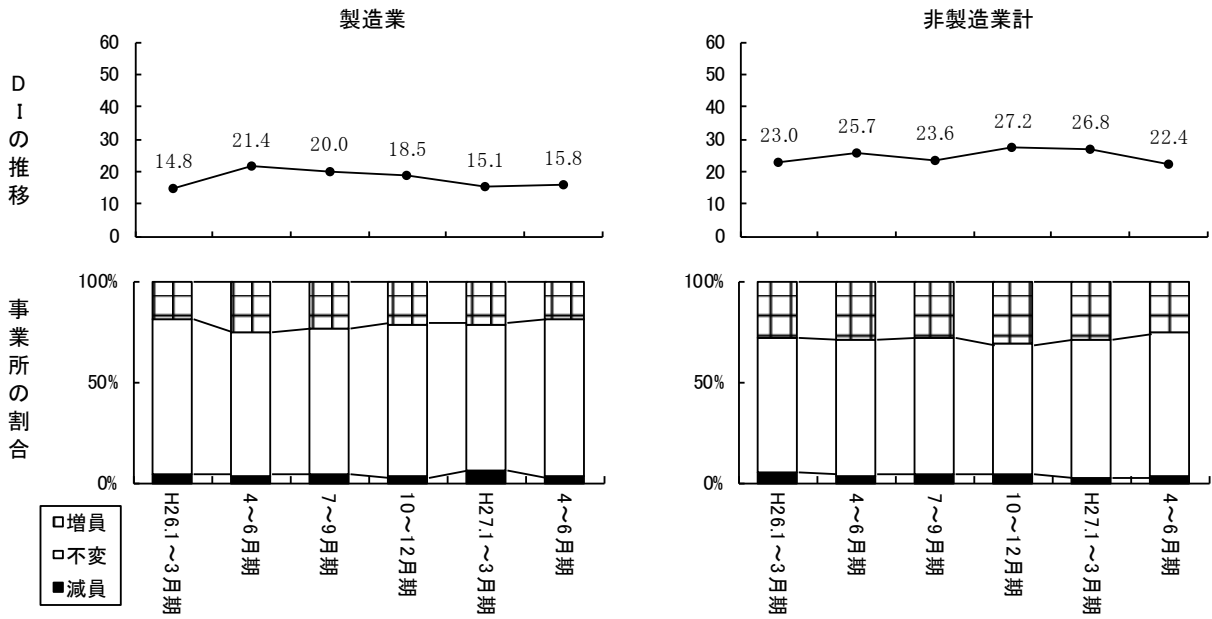 製造業
非製造業計
DIの推移
60
50
40
30
20
10
0
14.8
21.4
20.0
18.5
15.1
15.8
60
50
40
30
20
10
0
23.0
25.7
23.6
27.2
26.8
22.4
事業所の割合
100%
50%
0%
100%
50%
0%
H26.1～3月期
4～6月期
7～9月期
10～12月期
H27.1～3月期
4～6月期
H26.1～3月期
4～6月期
7～9月期
10～12月期
H27.1～3月期
4～6月期
増員
不変
減員